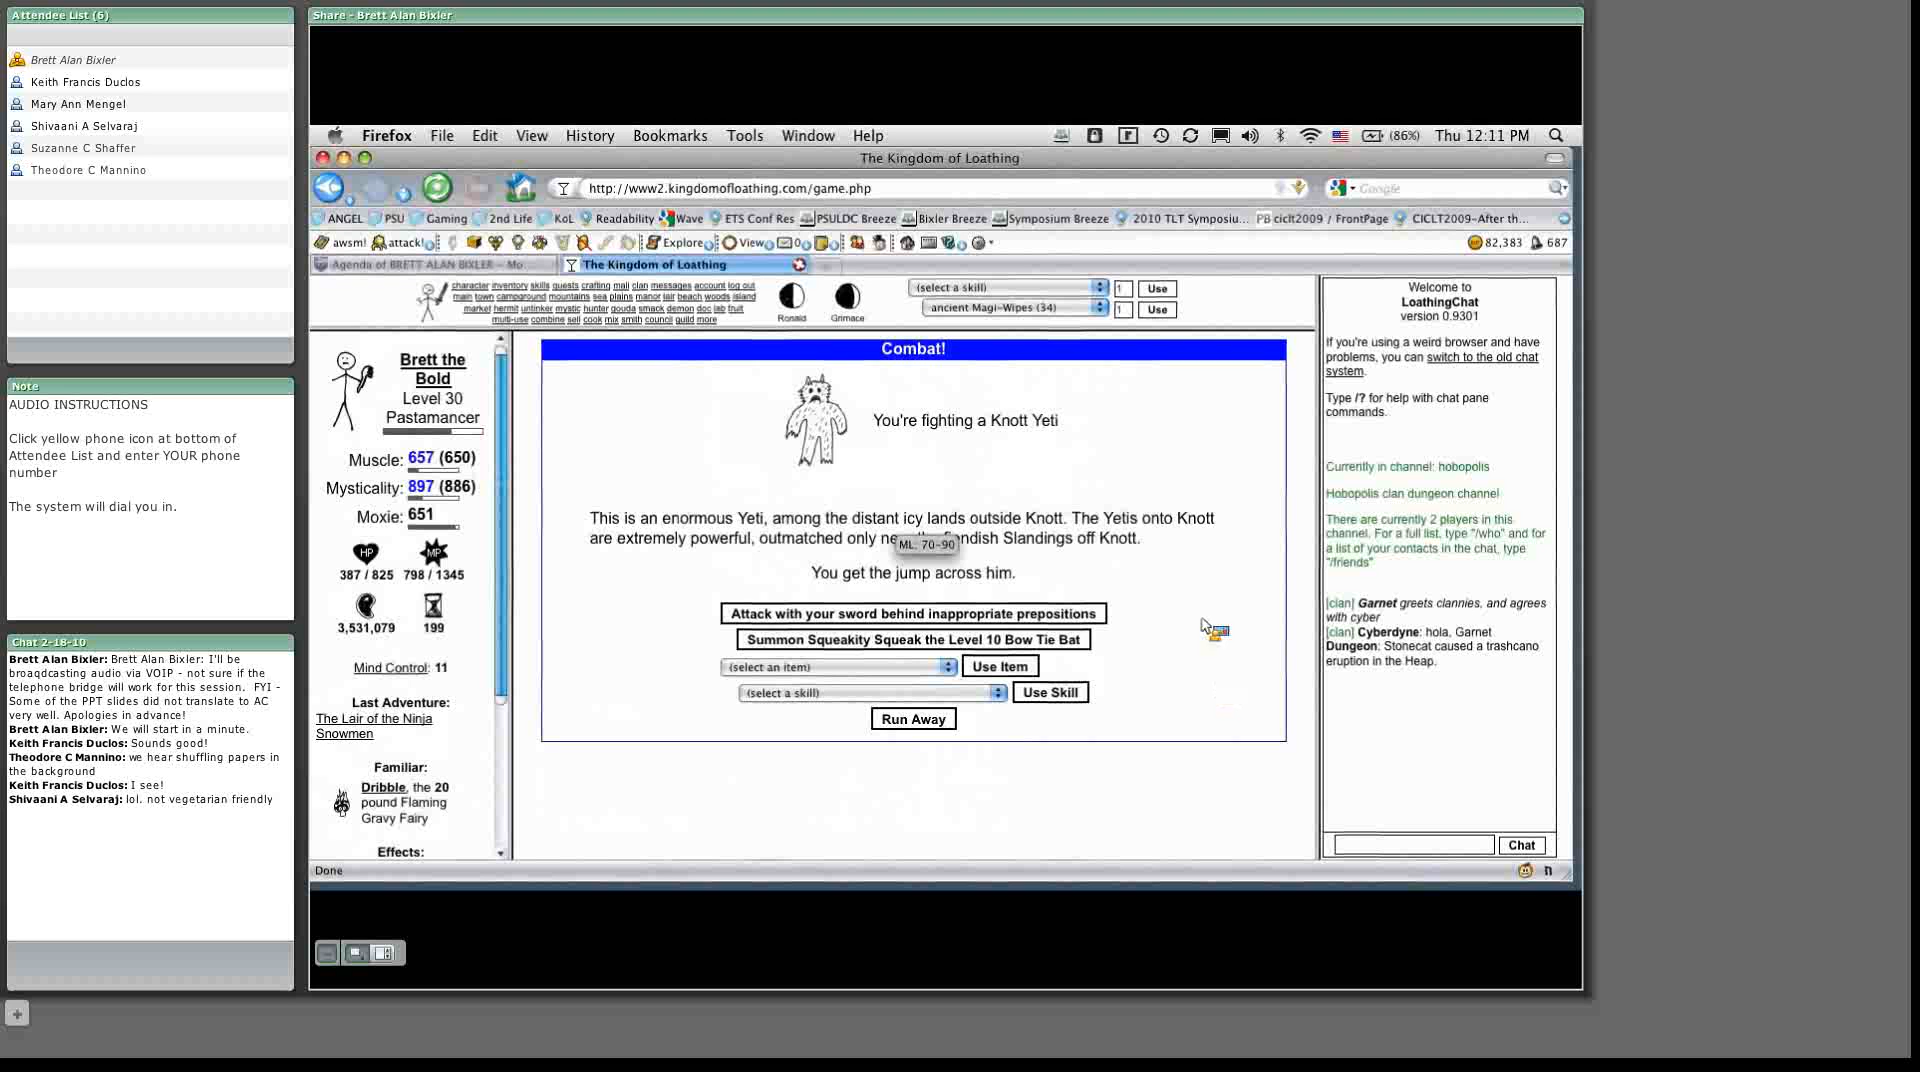 Attendee List (6)
Brett Alan Bixler
Keith Francis Duclos
Mary Ann Mengel
Shivaani A Selvaraj
Suzanne C Shaffer
Theodore C Mannino
Note
AUDIO INSTRUCTIONS
Click yellow phone icon at bottom of
Attendee List and enter YOUR phone
number
The system will dial you in.
Chat 2-18-10
Brett Alan Bixler: Brett Alan Bixler: I'll be
broaqdcasting audio via VOIP - not sure if the
telephone bridge will work for this session. FYI -
Some of the PPT slides did not translate to AC
very well. Apologies in advance!
Brett Alan Bixler: We will start in a minute.
Keith Francis Duclos: Sounds good!
Theodore C Mannino: we hear shuffling papers in
the background
Keith Francis Duclos: I see!
Shivaani A Selvaraj: lol. not vegetarian friendly
Share - Brett Alan Bixler
Firefox File Edit View History Bookmarks Tools Window Help
(86%) Thu 12:11 PM
The Kingdom of Loathing
http://www2.kingdomofloathing.com/game.php
Google
ANGEL PSU Gaming 2nd Life KoL Readability Wave ETS Conf Res PSULDC Breeze Bixler Breeze Symposium Breeze 2010 TLT Symposiu... PB ciclt2009 / FrontPage CICLT2009-After th...
awsm! attack! Explore View 0 82,383 687
Agenda of BRETT ALAN BIXLER - Mo...
The Kingdom of Loathing
character inventory skills quests crafting mall clan messages account log out
main town campground mountains sea plains manor lair beach woods island
market hermit untinker mystic hunter gouda smack demon doc lab fruit
multi-use combine sell cook mix smith council guild more
Ronald
Grimace
(select a skill) 1 Use
ancient Magi-Wipes (34) 1 Use
Brett the
Bold
Level 30
Pastamancer
Muscle: 657 (650)
Mysticality: 897 (886)
Moxie: 651
HP MP
387 / 825 798 / 1345
3,531,079 199
Mind Control: 11
Last Adventure:
The Lair of the Ninja
Snowmen
Familiar:
Dribble, the 20
pound Flaming
Gravy Fairy
Effects:
Combat!
You're fighting a Knott Yeti
This is an enormous Yeti, among the distant icy lands outside Knott. The Yetis onto Knott
are extremely powerful, outmatched only Slandings off Knott.
ML: 70-90
You get the jump across him.
Attack with your sword behind inappropriate prepositions
Summon Squeakity Squeak the Level 10 Bow Tie Bat
(select an item) Use Item
(select a skill) Use Skill
Run Away
Welcome to
LoathingChat
version 0.9301
If you're using a weird browser and have
problems, you can switch to the old chat
system.
Type /? for help with chat pane
commands.
Currently in channel: hobopolis
Hobopolis clan dungeon channel
There are currently 2 players in this
channel. For a full list, type "/who" and for
a list of your contacts in the chat, type
"/friends"
[clan] Garnet greets clannies, and agrees
with cyber
[clan] Cyberdyne: hola, Garnet
Dungeon: Stonecat caused a trashcano
eruption in the Heap.
Chat
Done